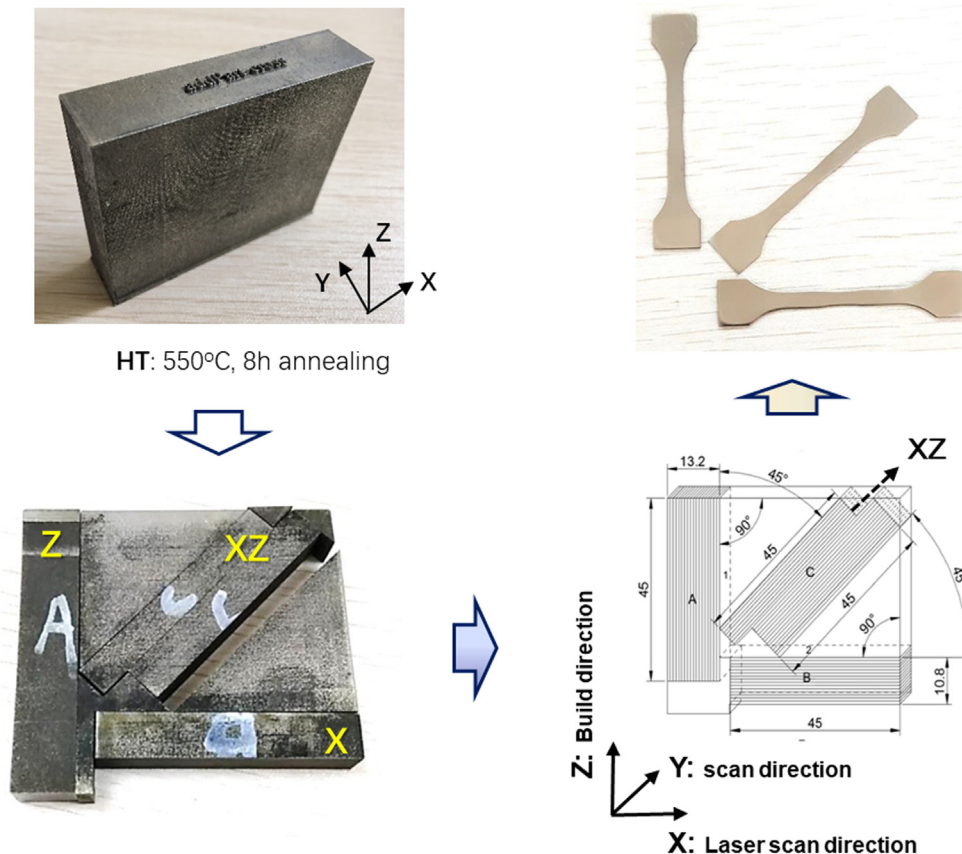 Z
Y
X
HT: 550°C, 8h annealing
Z
XZ
A
C
C
B
X
XZ
13.2
45°
90°
45
45
1
C
A
45
45
90°
2
B
10.8
45
Z: Build direction
Y: scan direction
X: Laser scan direction